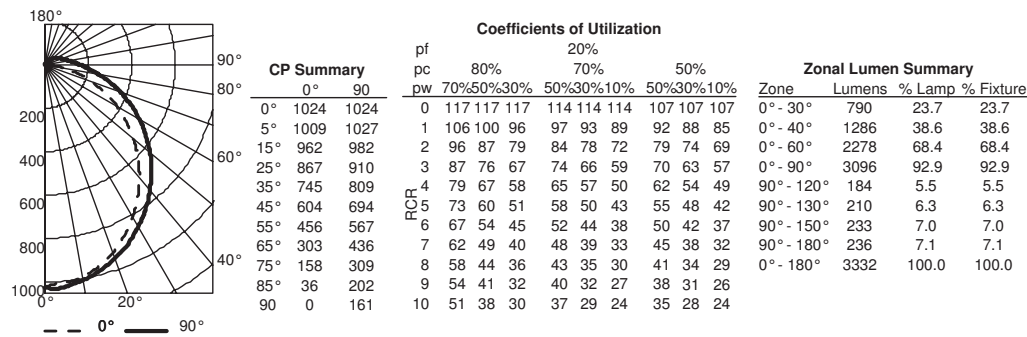 180°
90°
80°
200
400
60°
600
800
40°
1000
0° 20°
0° 90°
CP Summary
0° 90
0° 1024 1024
5° 1009 1027
15° 962 982
25° 867 910
35° 745 809
45° 604 694
55° 456 567
65° 303 436
75° 158 309
85° 36 202
90 0 161
Coefficients of Utilization
pf 20%
pc 80% 70% 50%
pw 70%50%30% 50%30%10% 50%30%10%
RCR
0 117 117 117 114 114 114 107 107 107
1 106 100 96 97 93 89 92 88 85
2 96 87 79 84 78 72 79 74 69
3 87 76 67 74 66 59 70 63 57
4 79 67 58 65 57 50 62 54 49
5 73 60 51 58 50 43 55 48 42
6 67 54 45 52 44 38 50 42 37
7 62 49 40 48 39 33 45 38 32
8 58 44 36 43 35 30 41 34 29
9 54 41 32 40 32 27 38 31 26
10 51 38 30 37 29 24 35 28 24
Zonal Lumen Summary
Zone Lumens % Lamp % Fixture
0° - 30° 790 23.7 23.7
0° - 40° 1286 38.6 38.6
0° - 60° 2278 68.4 68.4
0° - 90° 3096 92.9 92.9
90° - 120° 184 5.5 5.5
90° - 130° 210 6.3 6.3
90° - 150° 233 7.0 7.0
90° - 180° 236 7.1 7.1
0° - 180° 3332 100.0 100.0